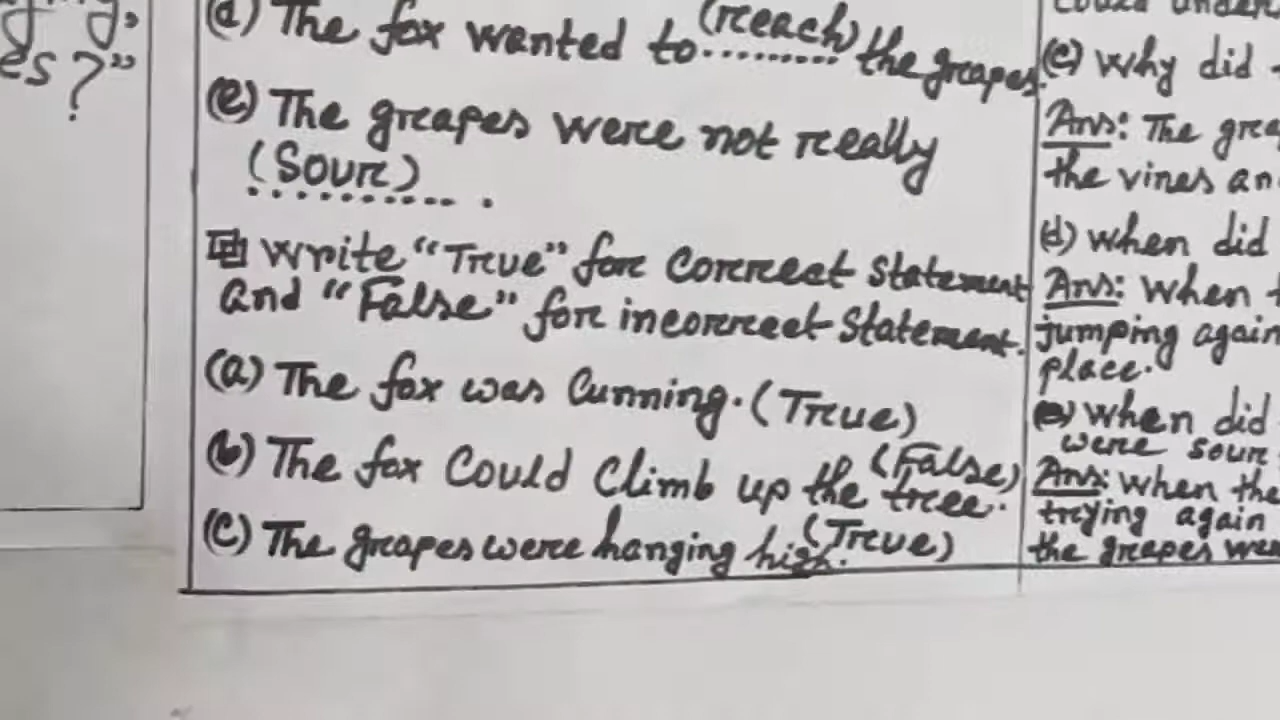 es?"
(d) The fox wanted to (reach) the grapes.
(e) The grapes were not really
(Sour)
Write "True" for correct statement
and "False" for incorrect statement.
(a) The fox was Cunning. (True)
(b) The fox Could Climb up the tree. (False)
(c) The grapes were hanging high. (True)
(c) Why did
Ans: The
the vines
(d) When did
Ans: When
jumping again
place.
(e) When did
were sour
Ans: When the
trying again
the grapes